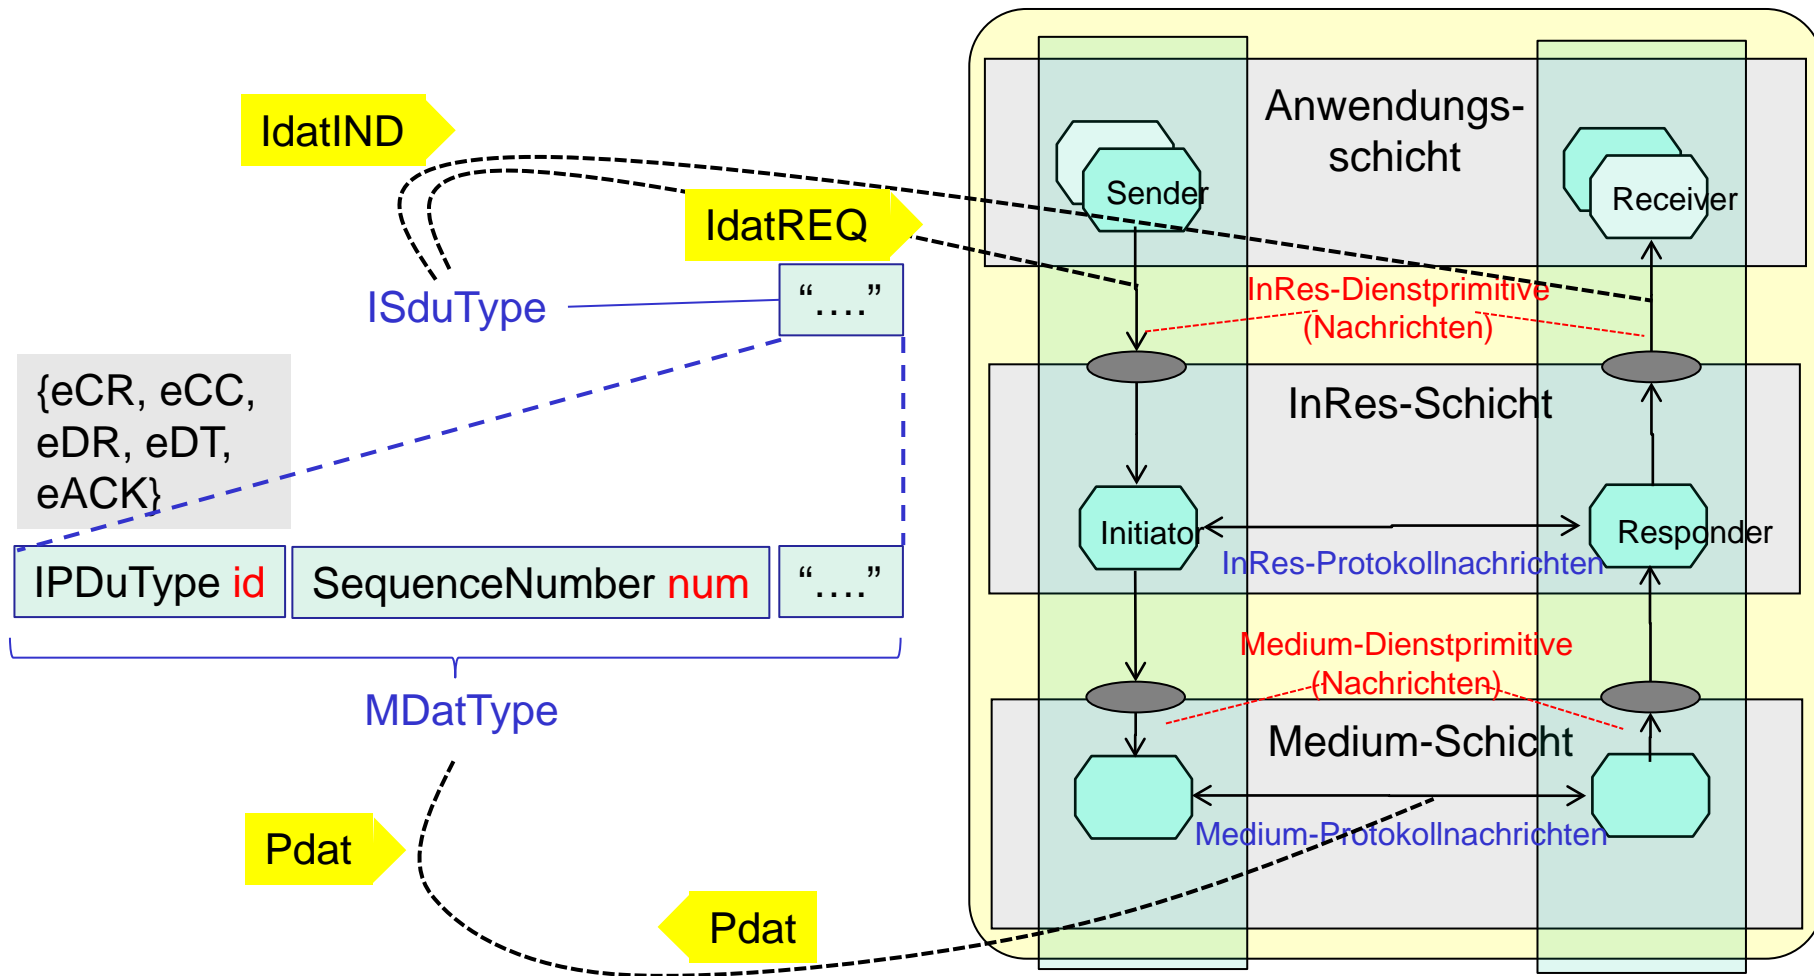 IdatIND
IdatREQ
ISduType
“....”
{eCR, eCC,
eDR, eDT,
eACK}
IPDuType id
SequenceNumber num
“....”
MDatType
Pdat
Pdat
Anwendungs-
schicht
Sender
Receiver
InRes-Dienstprimitive
(Nachrichten)
InRes-Schicht
Initiator
Responder
InRes-Protokollnachrichten
Medium-Dienstprimitive
(Nachrichten)
Medium-Schicht
Medium-Protokollnachrichten